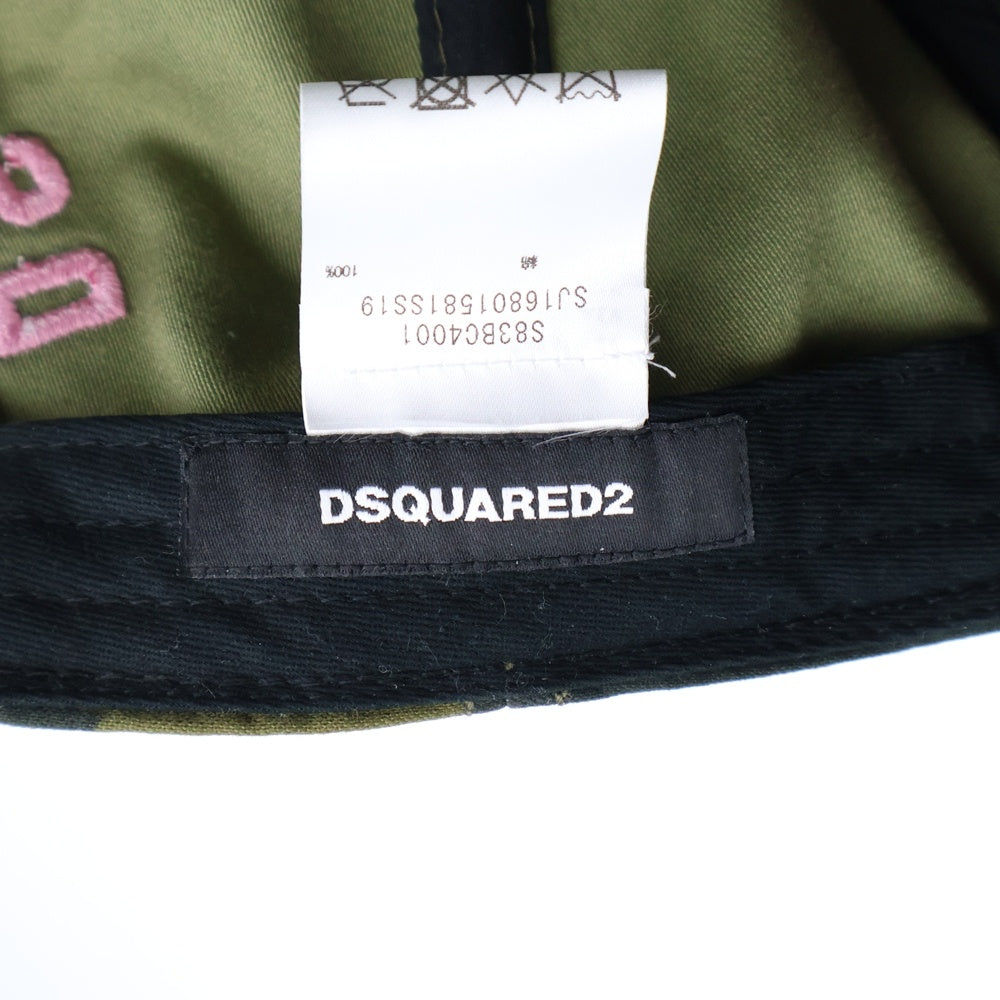 S83BC4001
SJ16801581SS19
綿 100%
DSQUARED2